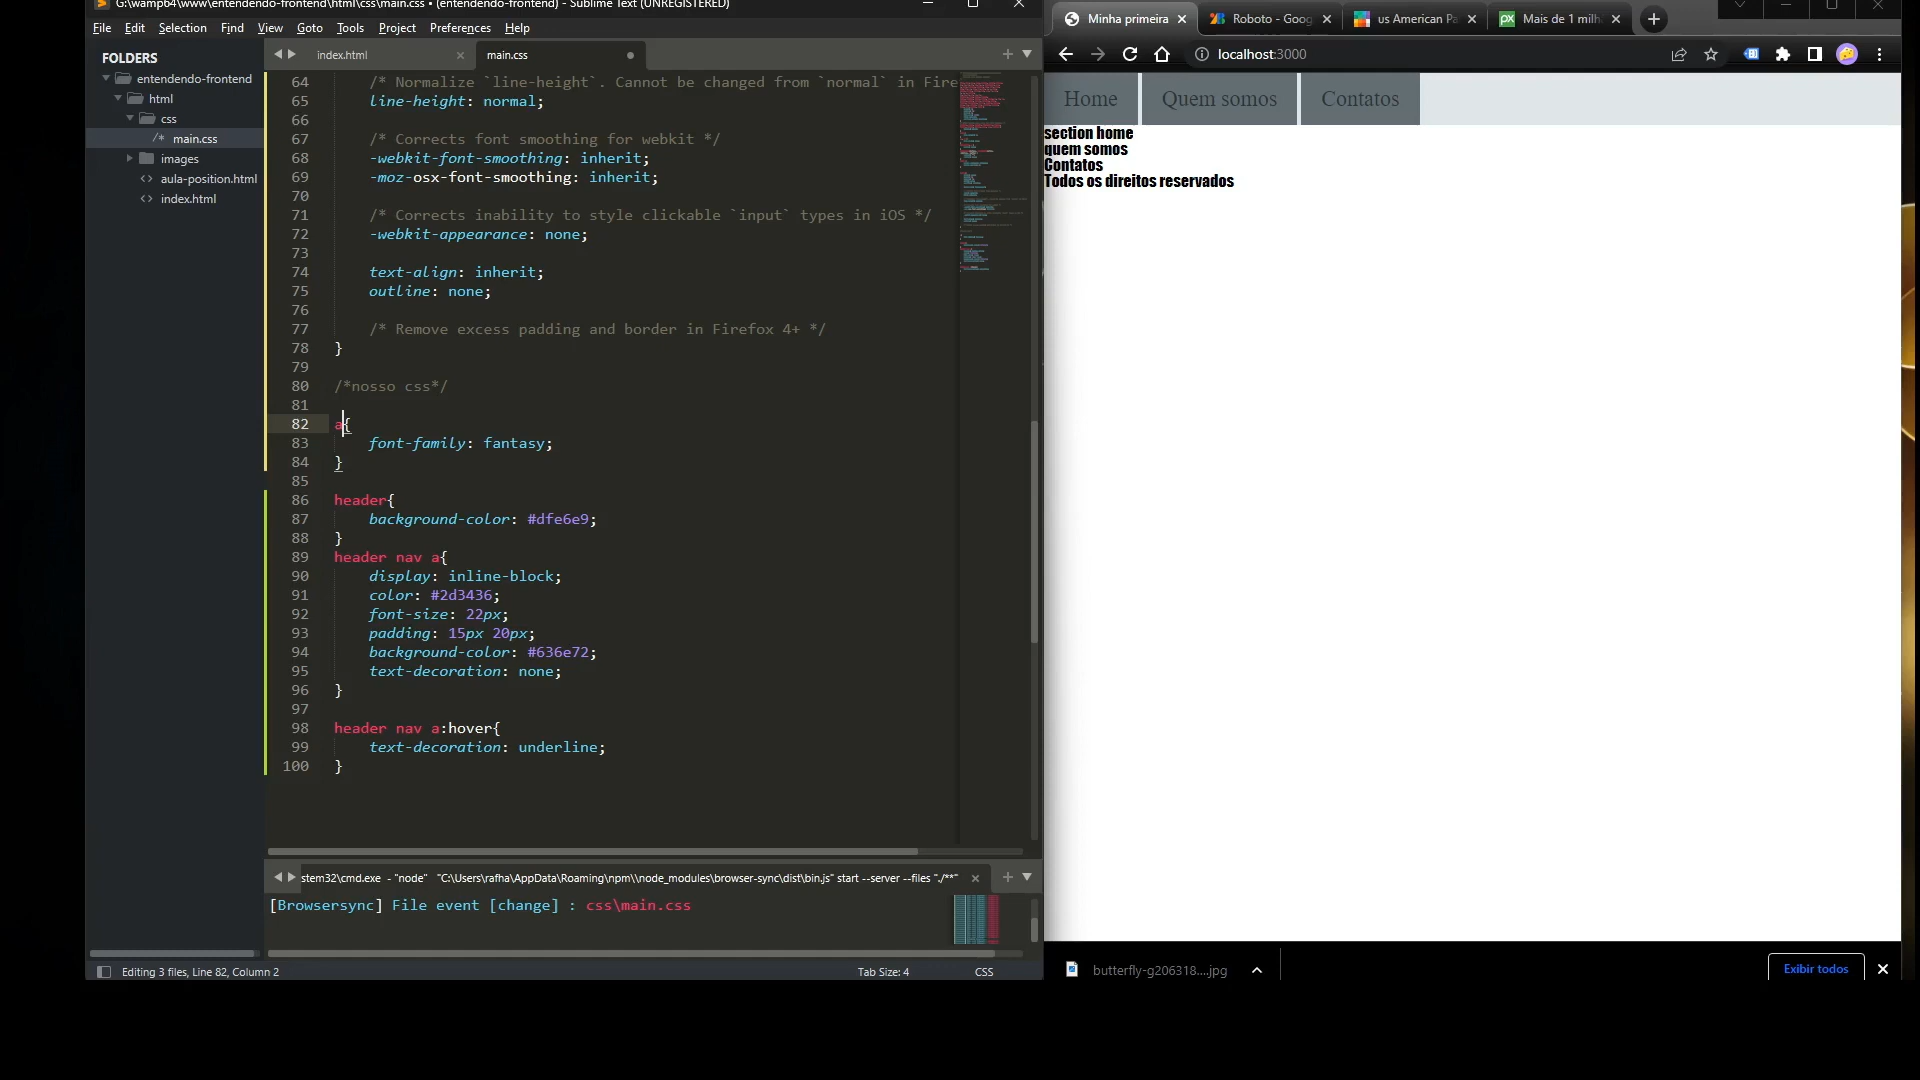 G:\wamp64\www\entendendo-frontend\html\css\main.css • (entendendo-frontend) - Sublime Text (UNREGISTERED)
File Edit Selection Find View Goto Tools Project Preferences Help
FOLDERS
entendendo-frontend
html
css
/* main.css
images
<> aula-position.html
<> index.html
index.html
main.css
64 /* Normalize `line-height`. Cannot be changed from `normal` in Fire
65 line-height: normal;
66
67 /* Corrects font smoothing for webkit */
68 -webkit-font-smoothing: inherit;
69 -moz-osx-font-smoothing: inherit;
70
71 /* Corrects inability to style clickable `input` types in iOS */
72 -webkit-appearance: none;
73
74 text-align: inherit;
75 outline: none;
76
77 /* Remove excess padding and border in Firefox 4+ */
78 }
79
80 /*nosso css*/
81
82 a{
83 font-family: fantasy;
84 }
85
86 header{
87 background-color: #dfe6e9;
88 }
89 header nav a{
90 display: inline-block;
91 color: #2d3436;
92 font-size: 22px;
93 padding: 15px 20px;
94 background-color: #636e72;
95 text-decoration: none;
96 }
97
98 header nav a:hover{
99 text-decoration: underline;
100 }
stem32\cmd.exe - "node" "C:\Users\rafha\AppData\Roaming\npm\\node_modules\browser-sync\dist\bin.js" start --server --files "./**"
[Browsersync] File event [change] : css\main.css
Editing 3 files, Line 82, Column 2
Tab Size: 4
CSS
Minha primeira
Roboto - Goog
us American Pa
Mais de 1 milh
localhost:3000
Home Quem somos Contatos
section home
quem somos
Contatos
Todos os direitos reservados
butterfly-g206318....jpg
Exibir todos